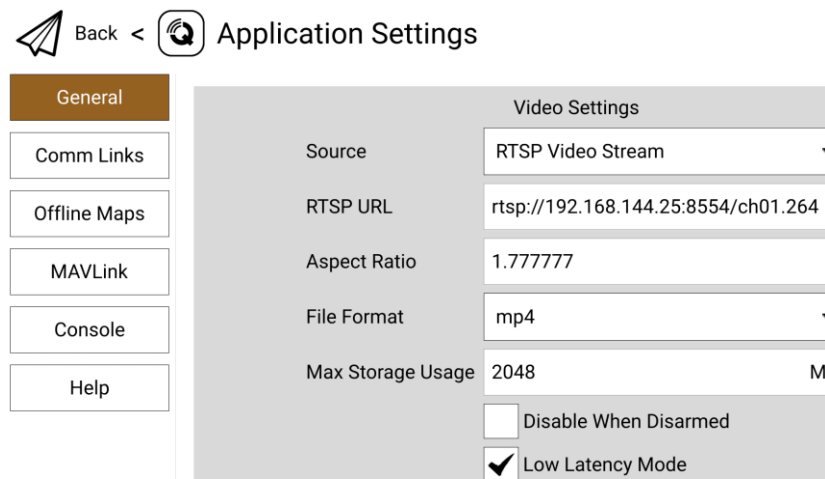 Back < Application Settings
General
Comm Links
Offline Maps
MAVLink
Console
Help
Video Settings
Source RTSP Video Stream
RTSP URL rtsp://192.168.144.25:8554/ch01.264
Aspect Ratio 1.777777
File Format mp4
Max Storage Usage 2048 M
Disable When Disarmed
Low Latency Mode